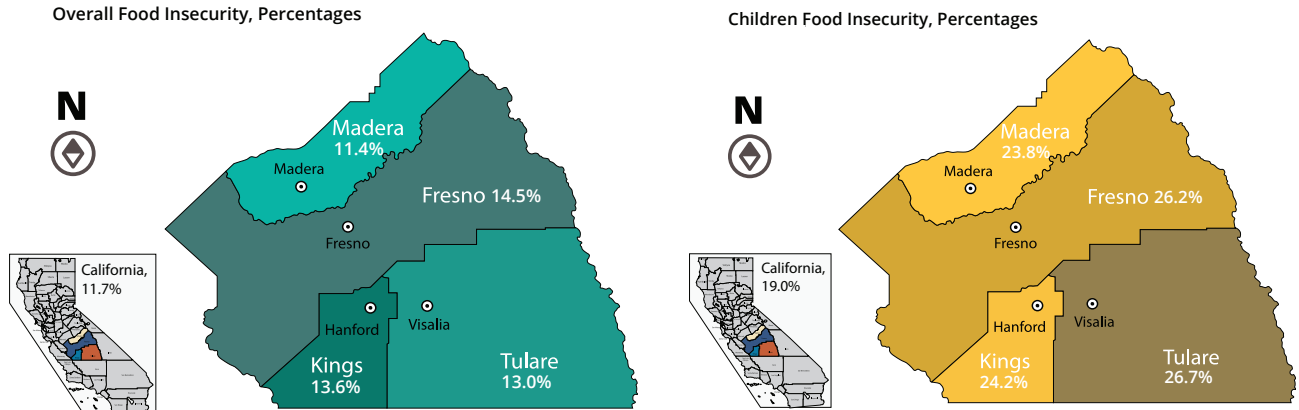 Overall Food Insecurity, Percentages
N
Madera
11.4%
Madera
Fresno 14.5%
Fresno
California,
11.7%
Hanford
Visalia
Kings
13.6%
Tulare
13.0%
Children Food Insecurity, Percentages
N
Madera
23.8%
Madera
Fresno 26.2%
Fresno
California,
19.0%
Hanford
Visalia
Kings
24.2%
Tulare
26.7%